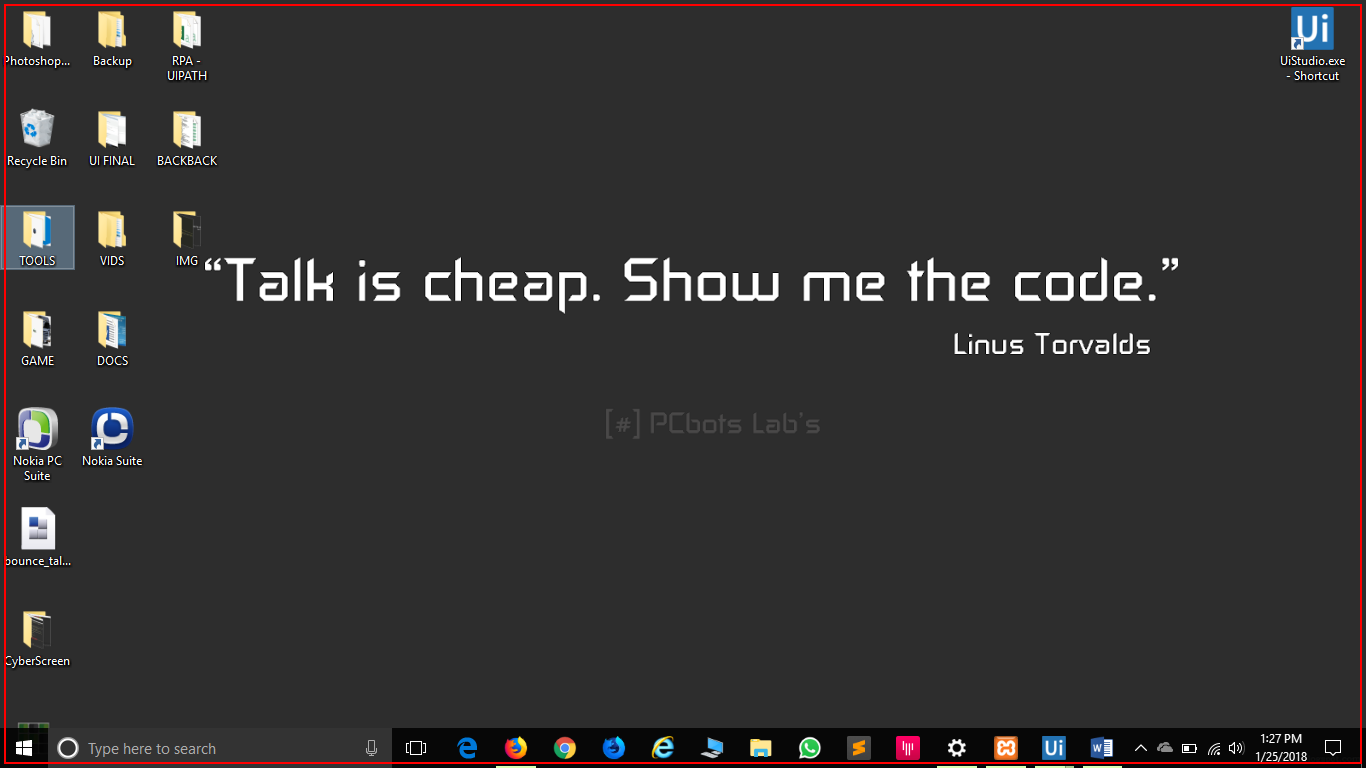 Photoshop...
Backup
RPA -
UIPATH
UiStudio.exe
- Shortcut
Recycle Bin
UI FINAL
BACKBACK
TOOLS
VIDS
IMG
“Talk is cheap. Show me the code.”
Linus Torvalds
GAME
DOCS
[#] PCbots Lab's
Nokia PC
Suite
Nokia Suite
bounce_tal...
CyberScreen
Type here to search
1:27 PM
1/25/2018